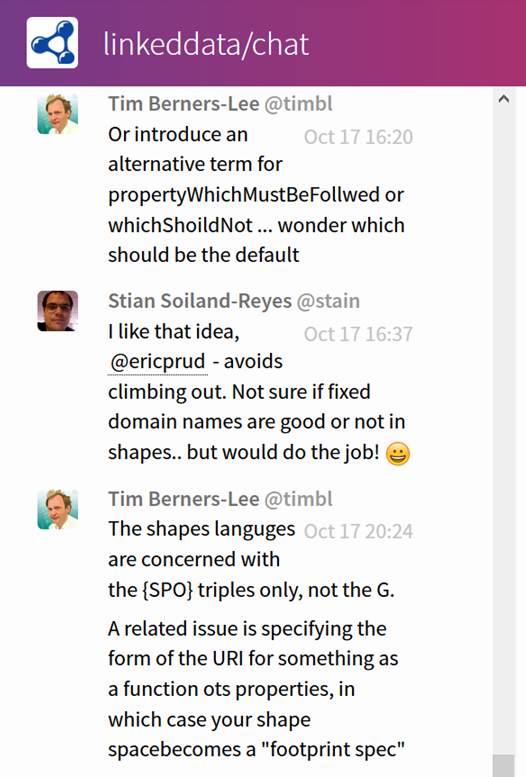 linkeddata/chat
Tim Berners-Lee @timbl
Or introduce an Oct 17 16:20
alternative term for
propertyWhichMustBeFollwed or
whichShoildNot ... wonder which
should be the default
Stian Soiland-Reyes @stain
I like that idea, Oct 17 16:37
@ericprud - avoids
climbing out. Not sure if fixed
domain names are good or not in
shapes.. but would do the job! 😀
Tim Berners-Lee @timbl
The shapes languges Oct 17 20:24
are concerned with
the {SPO} triples only, not the G.
A related issue is specifying the
form of the URI for something as
a function ots properties, in
which case your shape
spacebecomes a "footprint spec"